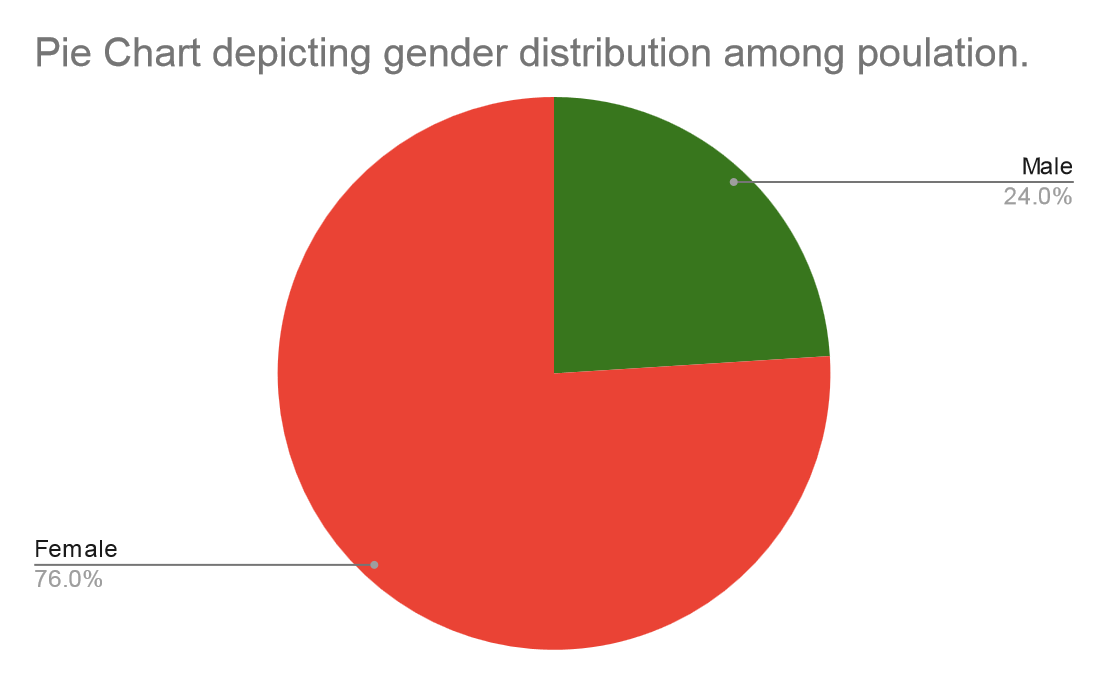 Pie Chart depicting gender distribution among poulation.
Male
24.0%
Female
76.0%